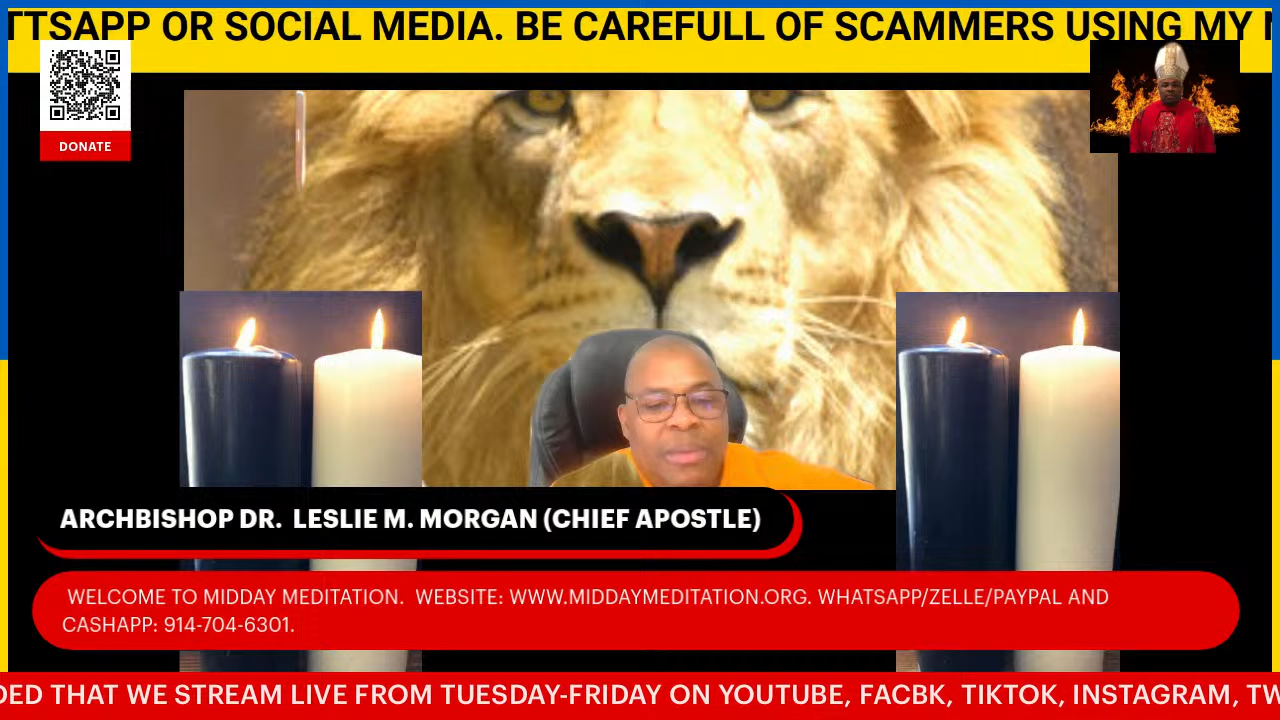 TTSAPP OR SOCIAL MEDIA. BE CAREFULL OF SCAMMERS USING MY
DONATE
ARCHBISHOP DR. LESLIE M. MORGAN (CHIEF APOSTLE)
WELCOME TO MIDDAY MEDITATION. WEBSITE: WWW.MIDDAYMEDITATION.ORG. WHATSAPP/ZELLE/PAYPAL AND
CASHAPP: 914-704-6301.
DED THAT WE STREAM LIVE FROM TUESDAY-FRIDAY ON YOUTUBE, FACBK, TIKTOK, INSTAGRAM, TW